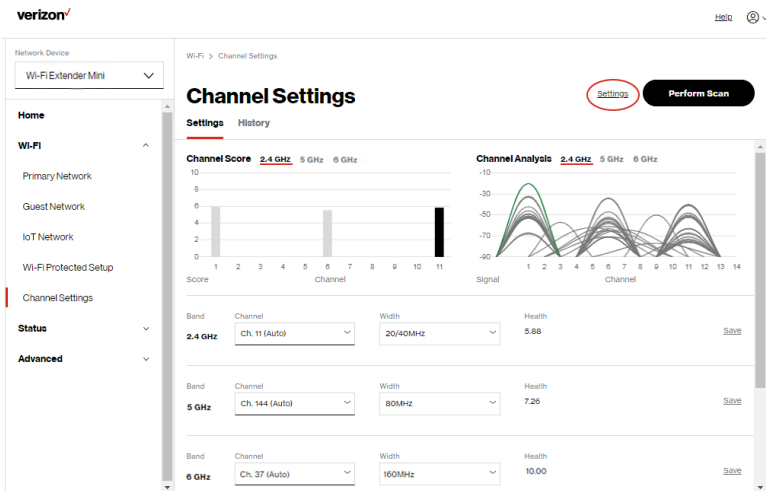 verizon
Help
Network Device
Wi-Fi Extender Mini
Home
Wi-Fi
Primary Network
Guest Network
IoT Network
Wi-Fi Protected Setup
Channel Settings
Status
Advanced
Wi-Fi > Channel Settings
Channel Settings
Settings
Perform Scan
Settings History
Channel Score 2.4 GHz 5 GHz 6 GHz
10
8
6
4
2
0
1 2 3 4 5 6 7 8 9 10 11
Score Channel
Channel Analysis 2.4 GHz 5 GHz 6 GHz
-10
-30
-50
-70
-90
1 2 3 4 5 6 7 8 9 10 11 12 13 14
Signal Channel
Band Channel Width Health
2.4 GHz Ch. 11 (Auto) 20/40MHz 5.88 Save
Band Channel Width Health
5 GHz Ch. 144 (Auto) 80MHz 7.26 Save
Band Channel Width Health
6 GHz Ch. 37 (Auto) 160MHz 10.00 Save